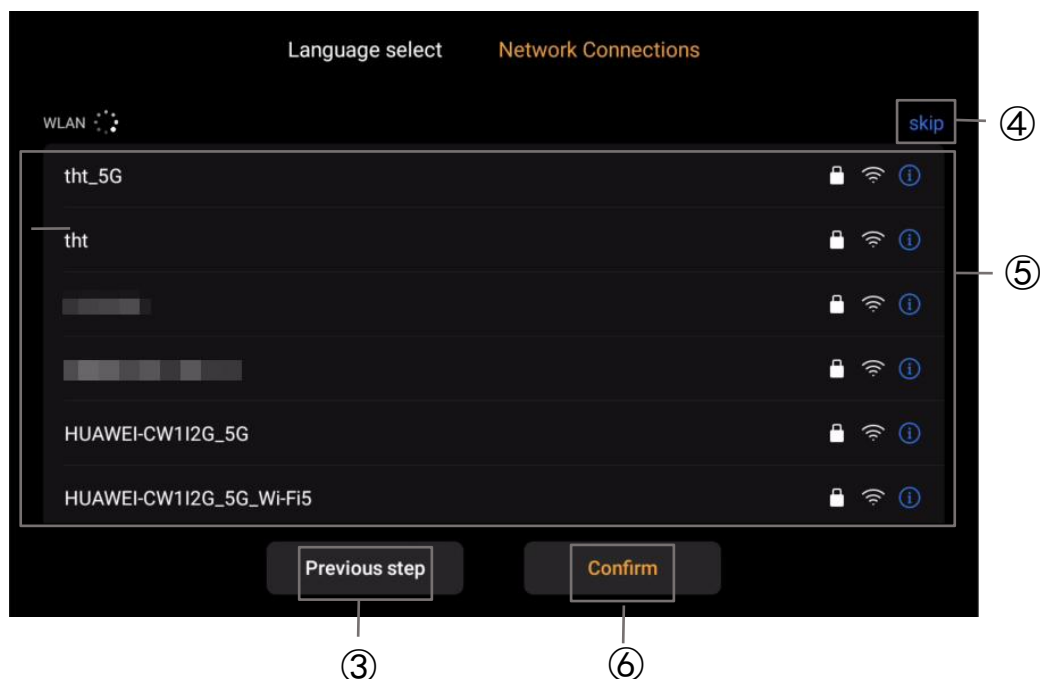 Language select Network Connections
WLAN
skip
④
tht_5G
tht
⑤
HUAWEI-CW1I2G_5G
HUAWEI-CW1I2G_5G_Wi-Fi5
Previous step Confirm
③ ⑥